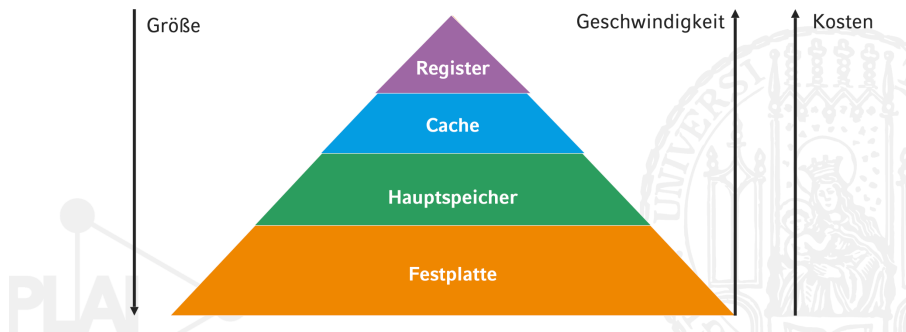 Größe
Geschwindigkeit
Kosten
Register
Cache
Hauptspeicher
Festplatte